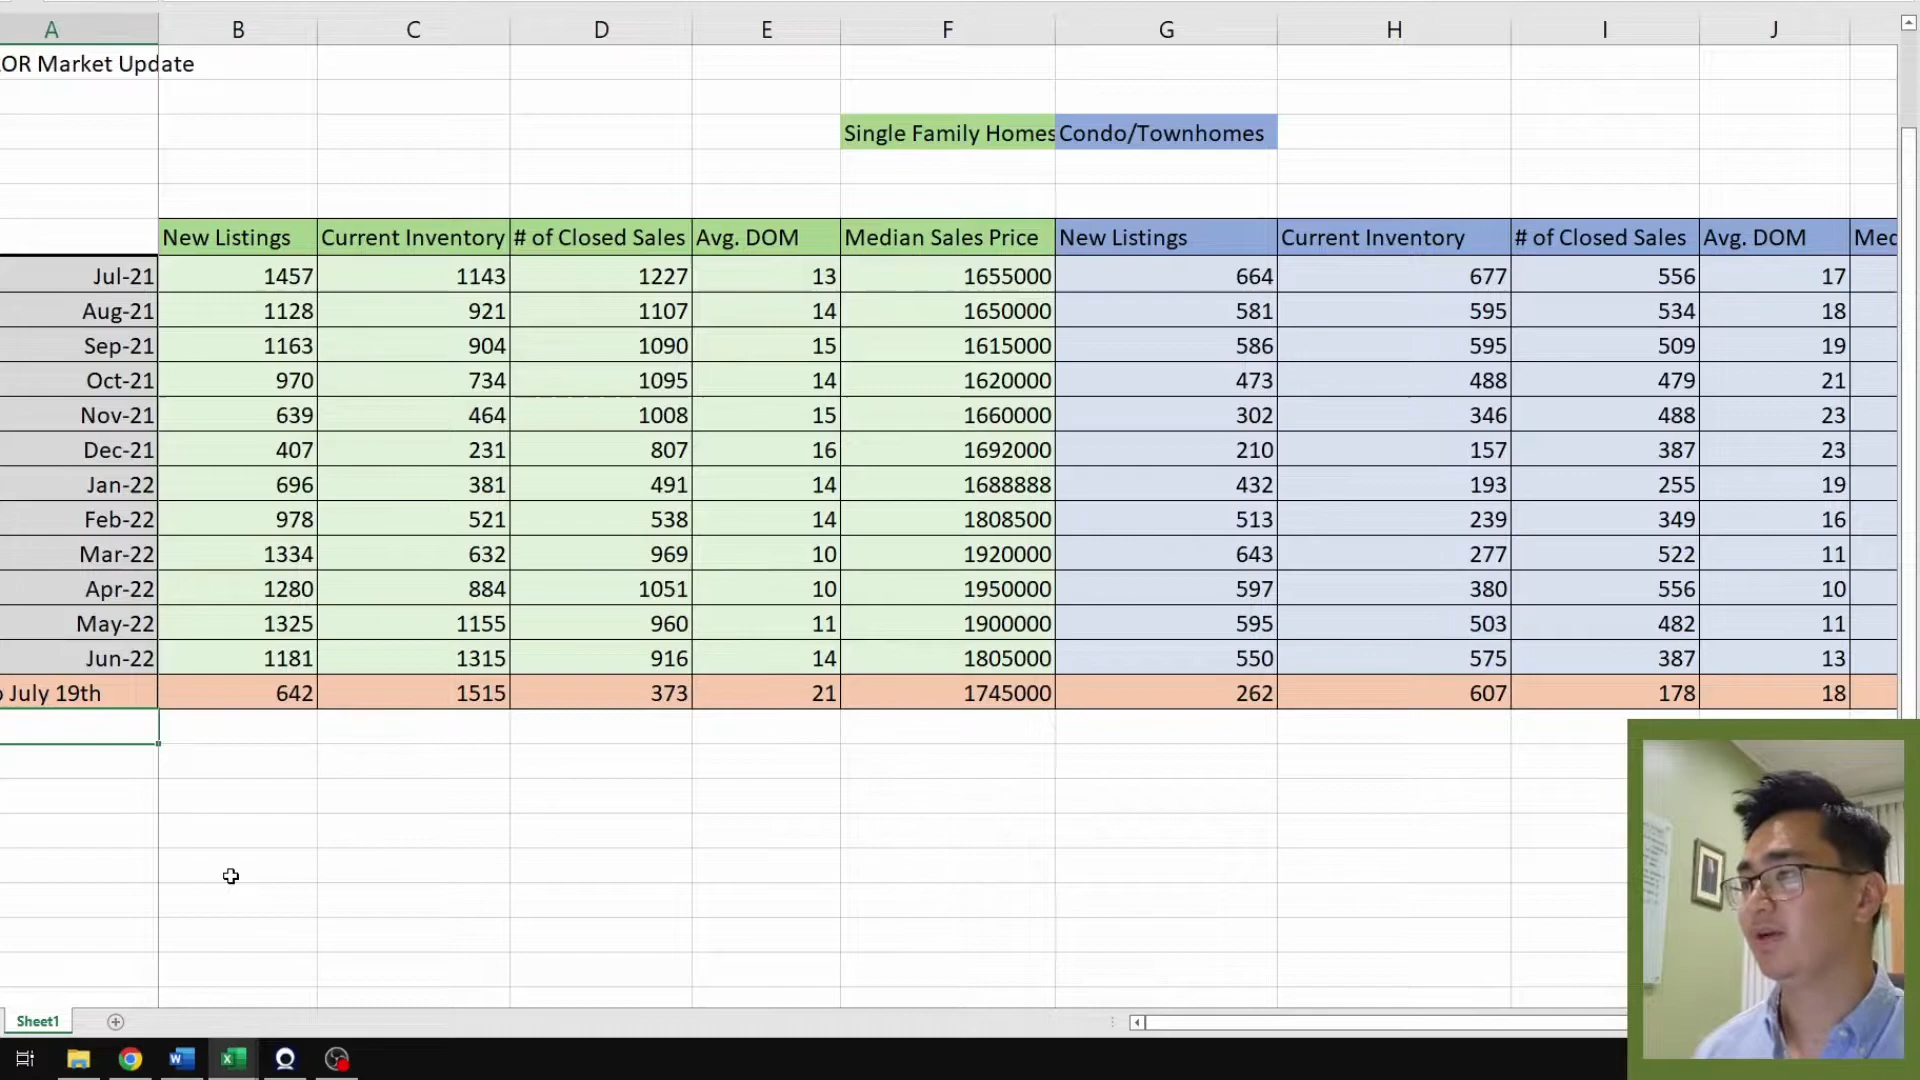 A B C D E F G H I J
OR Market Update
Single Family Homes Condo/Townhomes
New Listings Current Inventory # of Closed Sales Avg. DOM Median Sales Price New Listings Current Inventory # of Closed Sales Avg. DOM Med
Jul-21 1457 1143 1227 13 1655000 664 677 556 17
Aug-21 1128 921 1107 14 1650000 581 595 534 18
Sep-21 1163 904 1090 15 1615000 586 595 509 19
Oct-21 970 734 1095 14 1620000 473 488 479 21
Nov-21 639 464 1008 15 1660000 302 346 488 23
Dec-21 407 231 807 16 1692000 210 157 387 23
Jan-22 696 381 491 14 1688888 432 193 255 19
Feb-22 978 521 538 14 1808500 513 239 349 16
Mar-22 1334 632 969 10 1920000 643 277 522 11
Apr-22 1280 884 1051 10 1950000 597 380 556 10
May-22 1325 1155 960 11 1900000 595 503 482 11
Jun-22 1181 1315 916 14 1805000 550 575 387 13
July 19th 642 1515 373 21 1745000 262 607 178 18
Sheet1